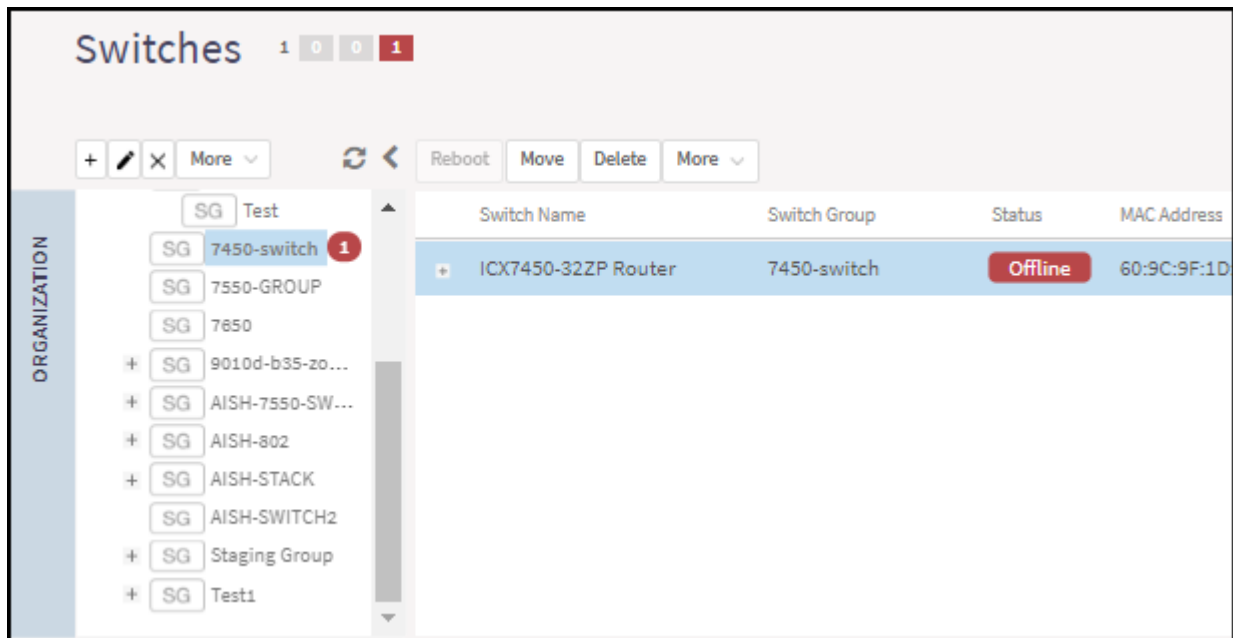 Switches 1 0 0 1
More
Reboot Move Delete More
ORGANIZATION
SG Test
SG 7450-switch 1
SG 7550-GROUP
SG 7650
SG 9010d-b35-zo...
SG AISH-7550-SW...
SG AISH-802
SG AISH-STACK
SG AISH-SWITCH2
SG Staging Group
SG Test1
Switch Name Switch Group Status MAC Address
ICX7450-32ZP Router 7450-switch Offline 60:9C:9F:1D